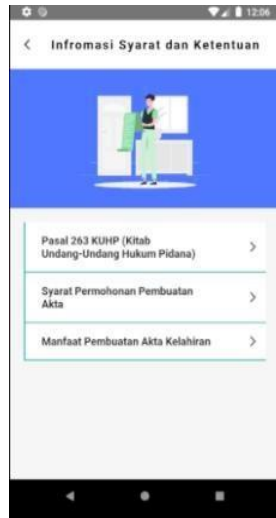 12:06
Infromasi Syarat dan Ketentuan
Pasal 263 KUHP (Kitab
Undang-Undang Hukum Pidana)
Syarat Permohonan Pembuatan
Akta
Manfaat Pembuatan Akta Kelahiran